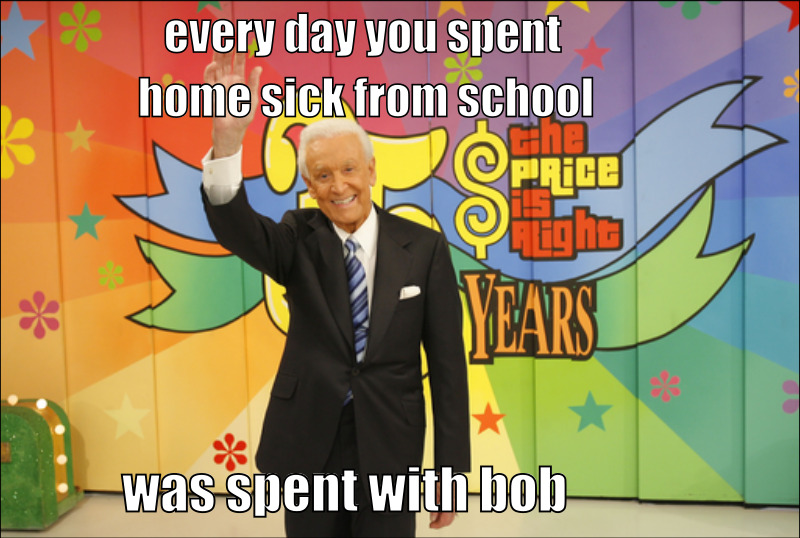 every day you spent
home sick from school
$
the
PRiCE
iS
Right
YEARS
was spent with bob